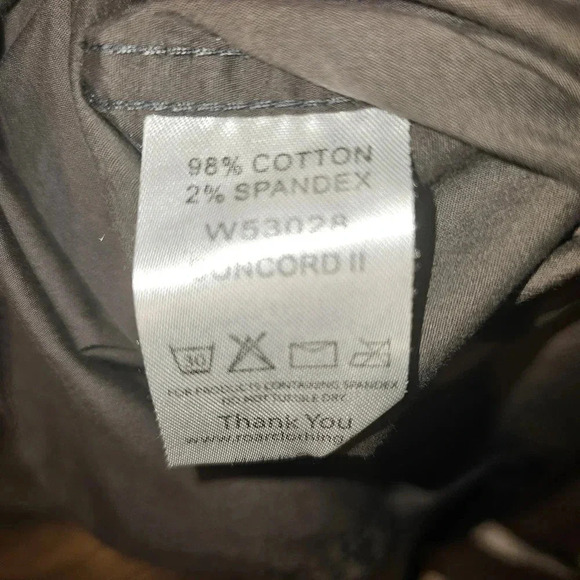 98% COTTON
2% SPANDEX
W53028
CONCORD II
30
FOR PRODUCTS CONTAINING SPANDEX
DO NOT TUMBLE DRY
Thank You
www.roarclothing